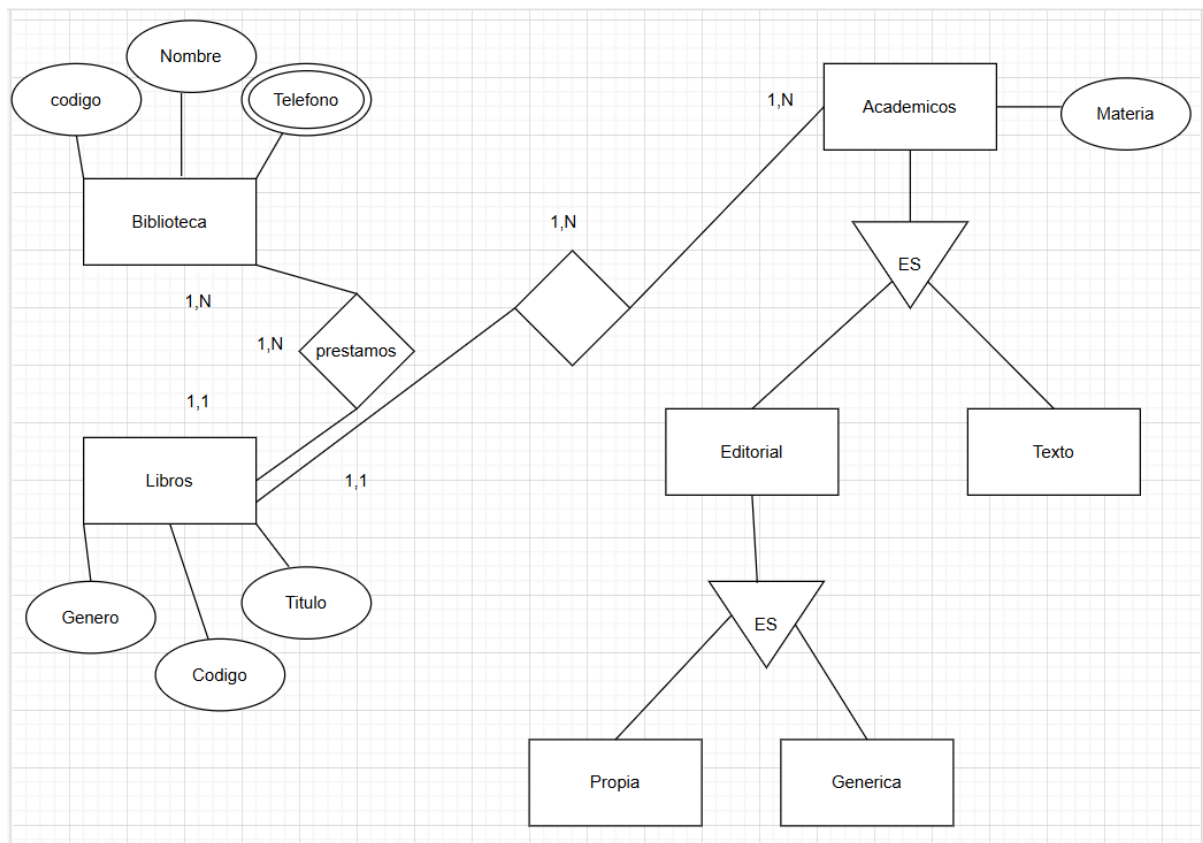 Nombre
codigo
Telefono
1,N
Academicos
Materia
Biblioteca
1,N
ES
1,N
1,N
prestamos
1,1
Editorial
Texto
Libros
1,1
Titulo
Genero
ES
Codigo
Propia
Generica